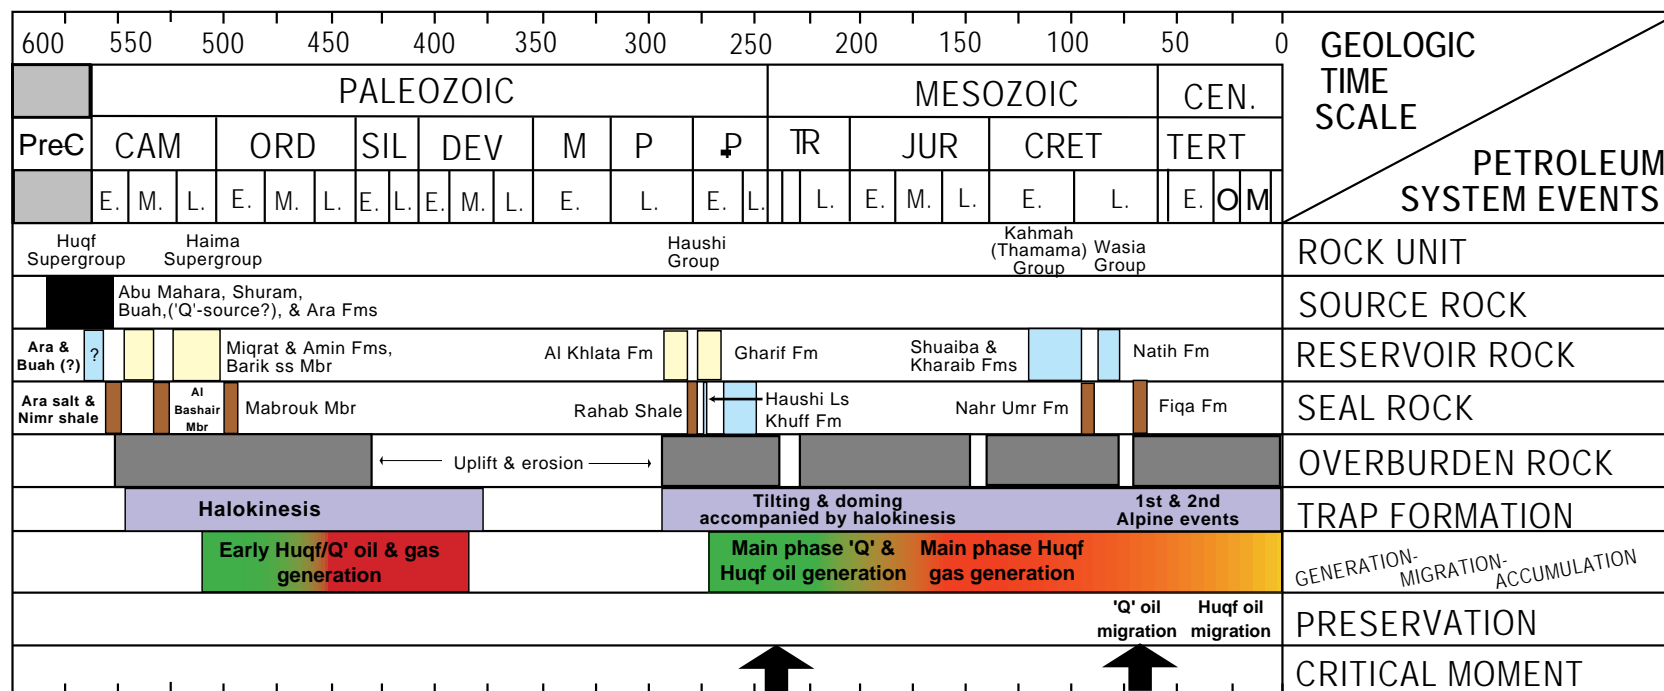 600 550 500 450 400 350 300 250 200 150 100 50 0
GEOLOGIC
TIME
SCALE
PETROLEUM
SYSTEM EVENTS
PALEOZOIC MESOZOIC CEN.
PreC CAM ORD SIL DEV M P P TR JUR CRET TERT
E. M. L. E. M. L. E. L. E. M. L. E. L. E. L. L. E. M. L. E. L. E. O M
Huqf
Supergroup
Haima
Supergroup
Haushi
Group
Kahmah
(Thamama)
Group
Wasia
Group
ROCK UNIT
Abu Mahara, Shuram,
Buah,('Q'-source?), & Ara Fms
SOURCE ROCK
Ara &
Buah (?)
?
Miqrat & Amin Fms,
Barik ss Mbr
Al Khlata Fm
Gharif Fm
Shuaiba &
Kharaib Fms
Natih Fm
RESERVOIR ROCK
Ara salt &
Nimr shale
Al
Bashair
Mbr
Mabrouk Mbr
Rahab Shale
Haushi Ls
Khuff Fm
Nahr Umr Fm
Fiqa Fm
SEAL ROCK
Uplift & erosion
OVERBURDEN ROCK
Halokinesis
Tilting & doming
accompanied by halokinesis
1st & 2nd
Alpine events
TRAP FORMATION
Early Huqf/Q' oil & gas
generation
Main phase 'Q' &
Huqf oil generation
Main phase Huqf
gas generation
GENERATION-
MIGRATION-
ACCUMULATION
'Q' oil
migration
Huqf oil
migration
PRESERVATION
CRITICAL MOMENT